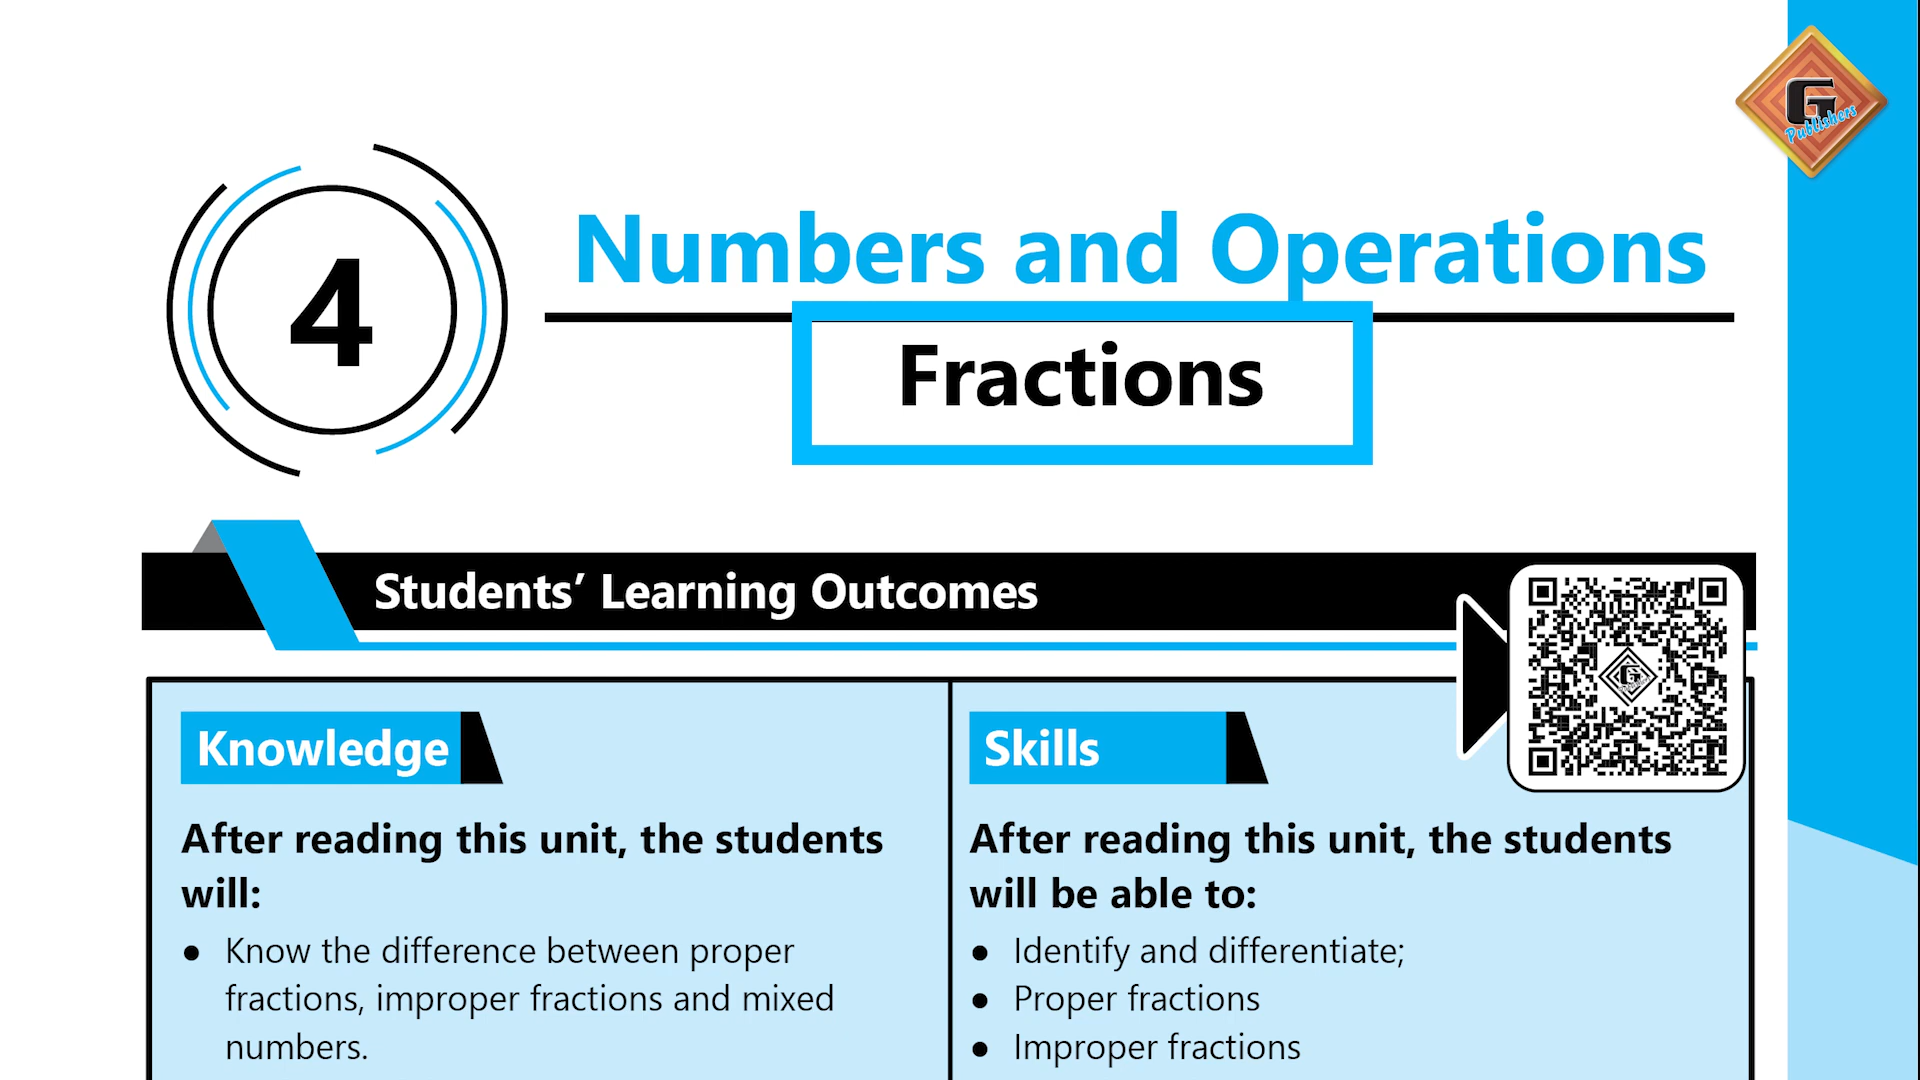 G
Publishers
4
Numbers and Operations
Fractions
Students’ Learning Outcomes
Knowledge
After reading this unit, the students
will:
● Know the difference between proper
fractions, improper fractions and mixed
numbers.
Skills
After reading this unit, the students
will be able to:
● Identify and differentiate;
● Proper fractions
● Improper fractions